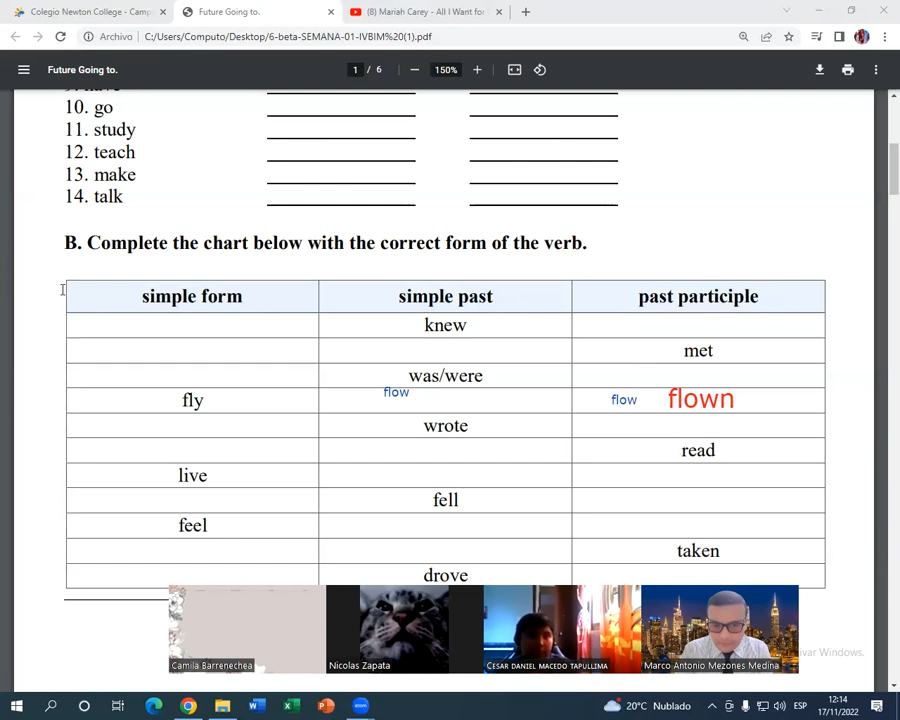 Colegio Newton College - Camp
Future Going to.
(8) Mariah Carey - All I Want for
Archivo
C:/Users/Computo/Desktop/6-beta-SEMANA-01-IVBIM%20(1).pdf
Future Going to.
1 / 6
150%
10. go
11. study
12. teach
13. make
14. talk
B. Complete the chart below with the correct form of the verb.
simple form simple past past participle
knew
met
was/were
fly flow flow flown
wrote
read
live
fell
feel
taken
drove
Camila Barrenechea
Nicolas Zapata
CESAR DANIEL MACEDO TAPULLIMA
Marco Antonio Mezones Medina
ivar Windows.
20°C Nublado
ESP
12:14
17/11/2022